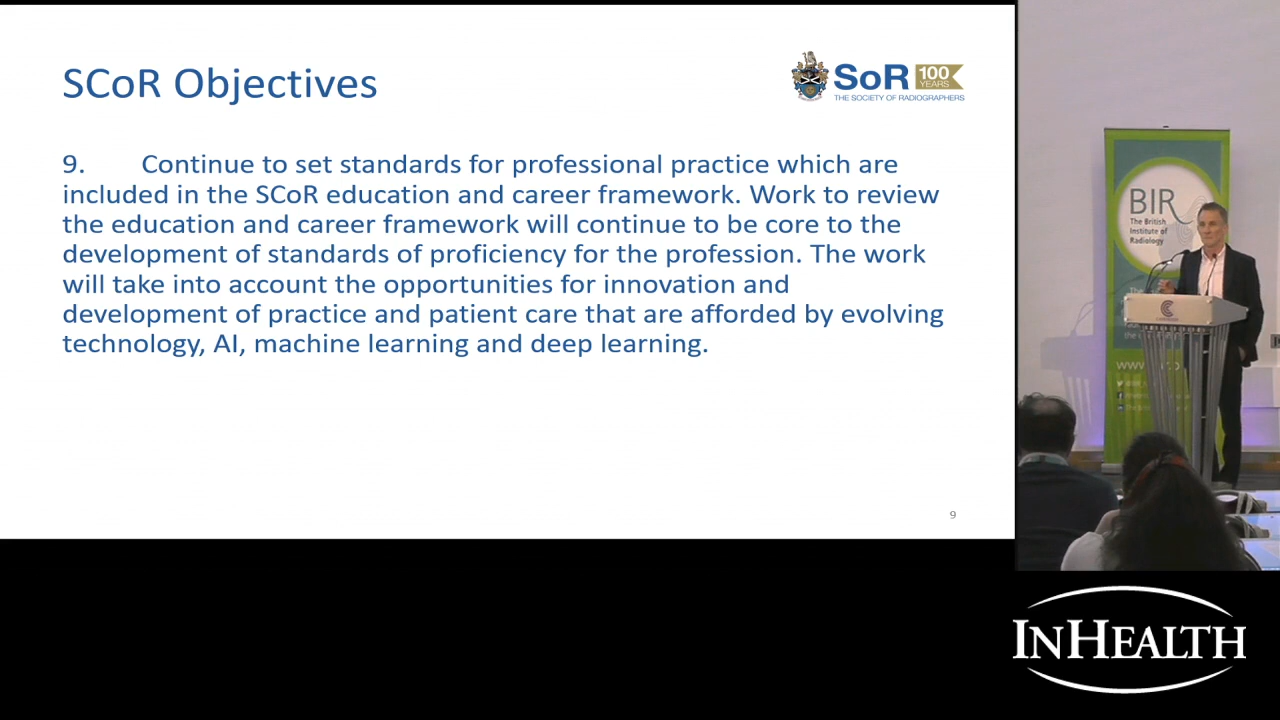 SCoR Objectives
SoR 100 YEARS
THE SOCIETY OF RADIOGRAPHERS
9. Continue to set standards for professional practice which are
included in the SCoR education and career framework. Work to review
the education and career framework will continue to be core to the
development of standards of proficiency for the profession. The work
will take into account the opportunities for innovation and
development of practice and patient care that are afforded by evolving
technology, AI, machine learning and deep learning.
9
BIR
The British
Institute of
Radiology
INHEALTH